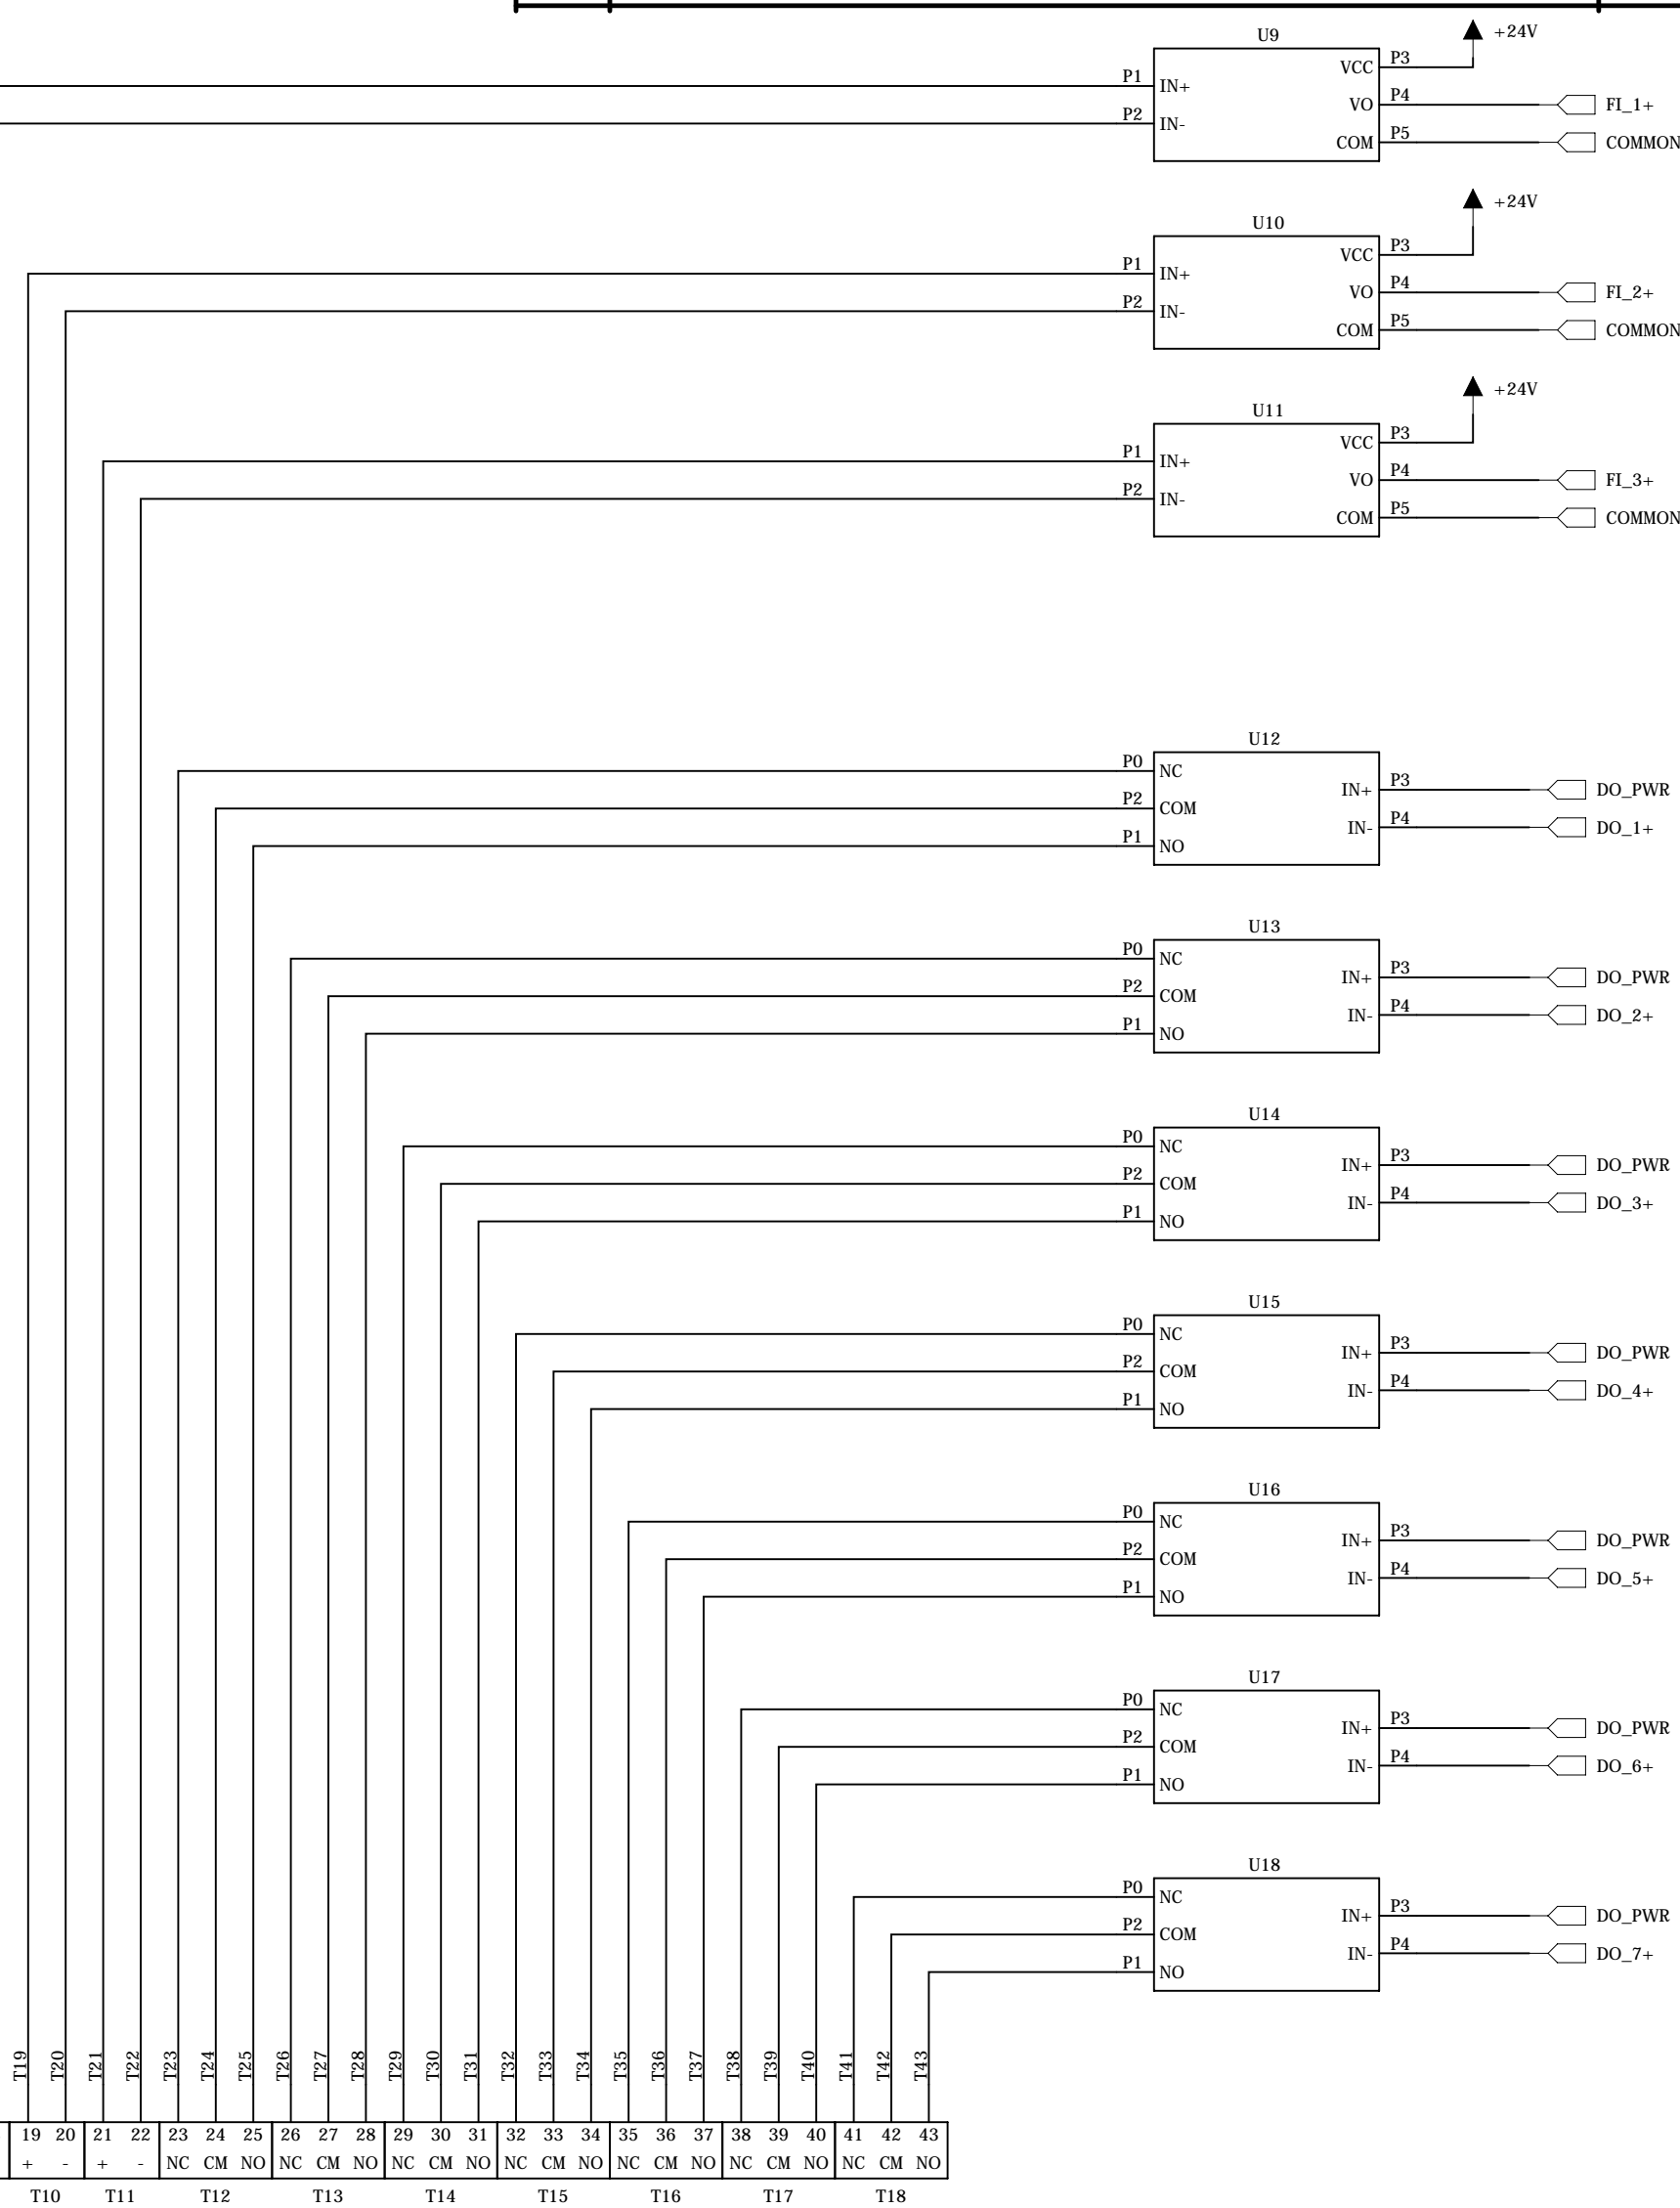 U9
+24V
P1 IN+ VCC P3
P2 IN- VO P4 FI_1+
COM P5 COMMON
U10
+24V
P1 IN+ VCC P3
P2 IN- VO P4 FI_2+
COM P5 COMMON
U11
+24V
P1 IN+ VCC P3
P2 IN- VO P4 FI_3+
COM P5 COMMON
U12
P0 NC IN+ P3 DO_PWR
P2 COM IN- P4 DO_1+
P1 NO
U13
P0 NC IN+ P3 DO_PWR
P2 COM IN- P4 DO_2+
P1 NO
U14
P0 NC IN+ P3 DO_PWR
P2 COM IN- P4 DO_3+
P1 NO
U15
P0 NC IN+ P3 DO_PWR
P2 COM IN- P4 DO_4+
P1 NO
U16
P0 NC IN+ P3 DO_PWR
P2 COM IN- P4 DO_5+
P1 NO
U17
P0 NC IN+ P3 DO_PWR
P2 COM IN- P4 DO_6+
P1 NO
U18
P0 NC IN+ P3 DO_PWR
P2 COM IN- P4 DO_7+
P1 NO
T19 T20 T21 T22 T23 T24 T25 T26 T27 T28 T29 T30 T31 T32 T33 T34 T35 T36 T37 T38 T39 T40 T41 T42 T43
19 20 21 22 23 24 25 26 27 28 29 30 31 32 33 34 35 36 37 38 39 40 41 42 43
+ - + - NC CM NO NC CM NO NC CM NO NC CM NO NC CM NO NC CM NO NC CM NO
T10 T11 T12 T13 T14 T15 T16 T17 T18